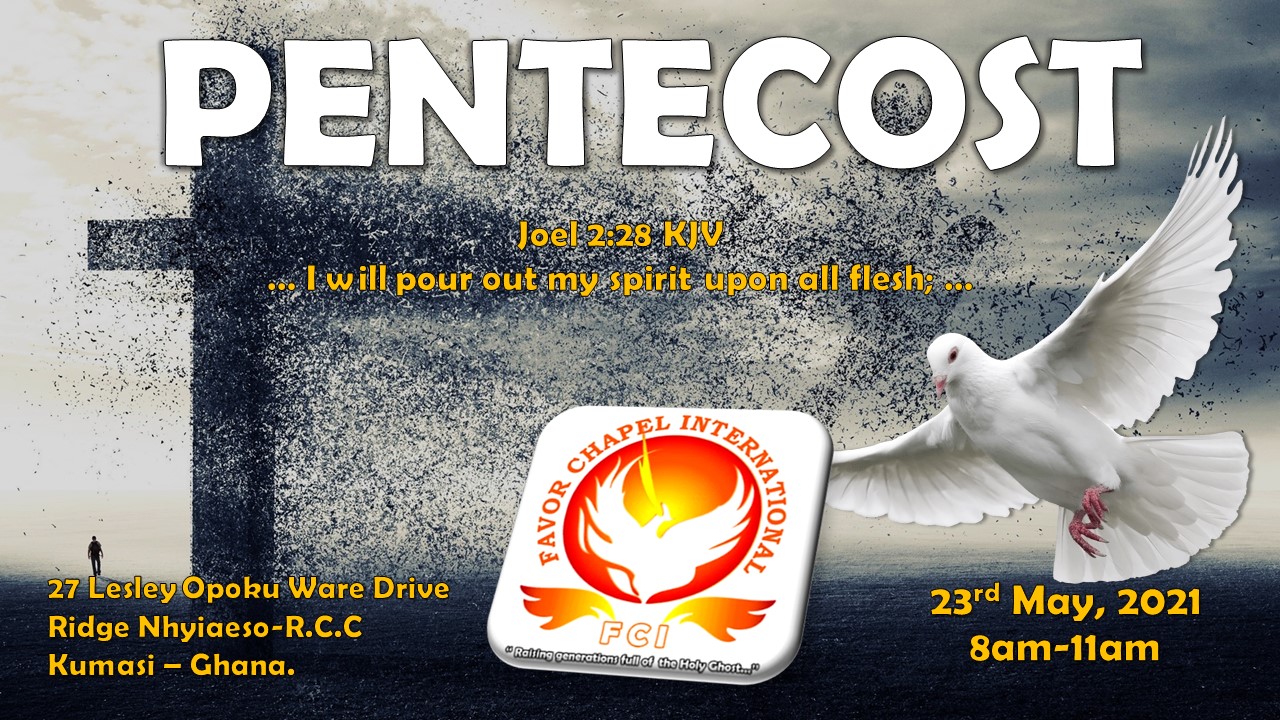 PENTECOST
Joel 2:28 KJV
... I will pour out my spirit upon all flesh; ...
FAVOR CHAPEL INTERNATIONAL
FCI
“ Raising generations full of the Holy Ghost...”
27 Lesley Opoku Ware Drive
Ridge Nhyiaeso-R.C.C
Kumasi – Ghana.
23rd May, 2021
8am-11am